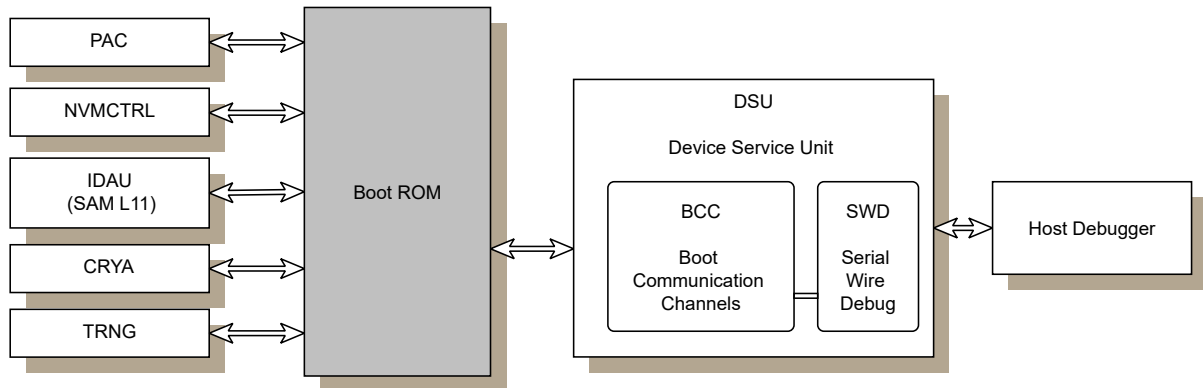 PAC
NVMCTRL
IDAU
(SAM L11)
CRYA
TRNG
Boot ROM
DSU
Device Service Unit
BCC
Boot
Communication
Channels
SWD
Serial
Wire
Debug
Host Debugger